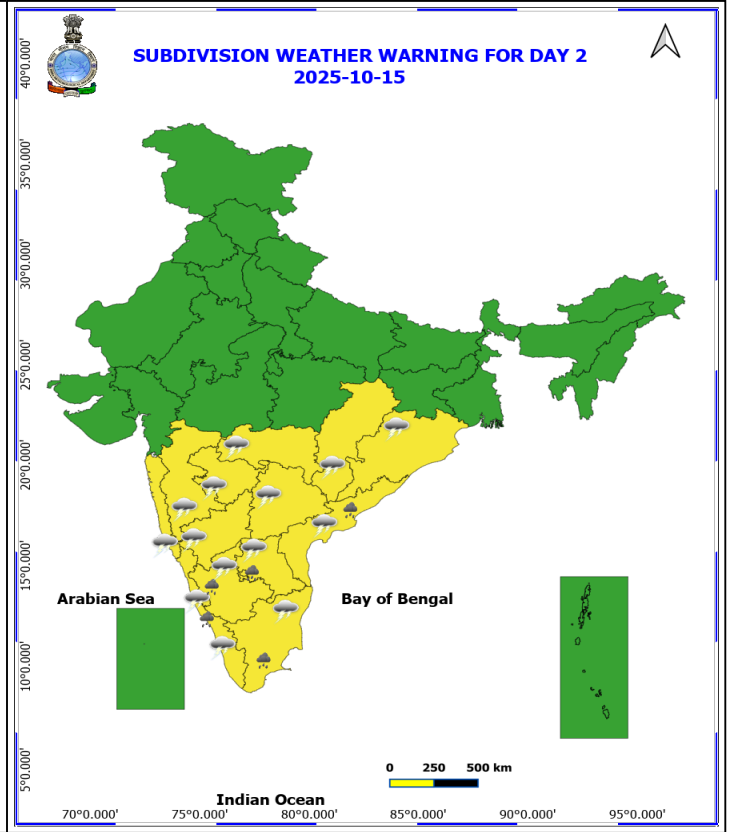 SUBDIVISION WEATHER WARNING FOR DAY 2
2025-10-15
40°0.000'
35°0.000'
30°0.000'
25°0.000'
20°0.000'
15°0.000'
10°0.000'
5°0.000'
Arabian Sea
Bay of Bengal
0 250 500 km
Indian Ocean
70°0.000' 75°0.000' 80°0.000' 85°0.000' 90°0.000' 95°0.000'